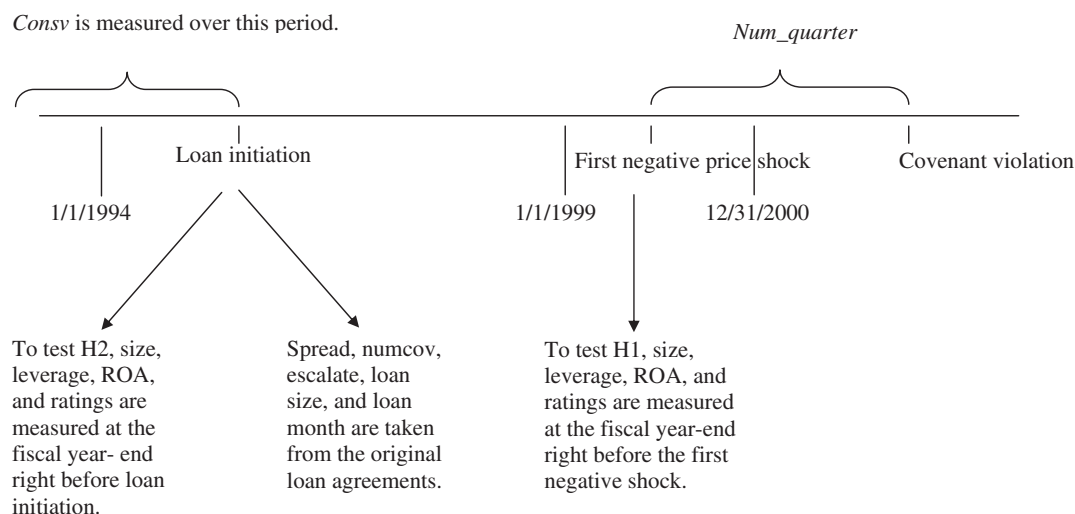 Consv is measured over this period.
Num_quarter
Loan initiation
First negative price shock
Covenant violation
1/1/1994
1/1/1999
12/31/2000
To test H2, size,
leverage, ROA,
and ratings are
measured at the
fiscal year- end
right before loan
initiation.
Spread, numcov,
escalate, loan
size, and loan
month are taken
from the original
loan agreements.
To test H1, size,
leverage, ROA, and
ratings are measured
at the fiscal year-end
right before the first
negative shock.